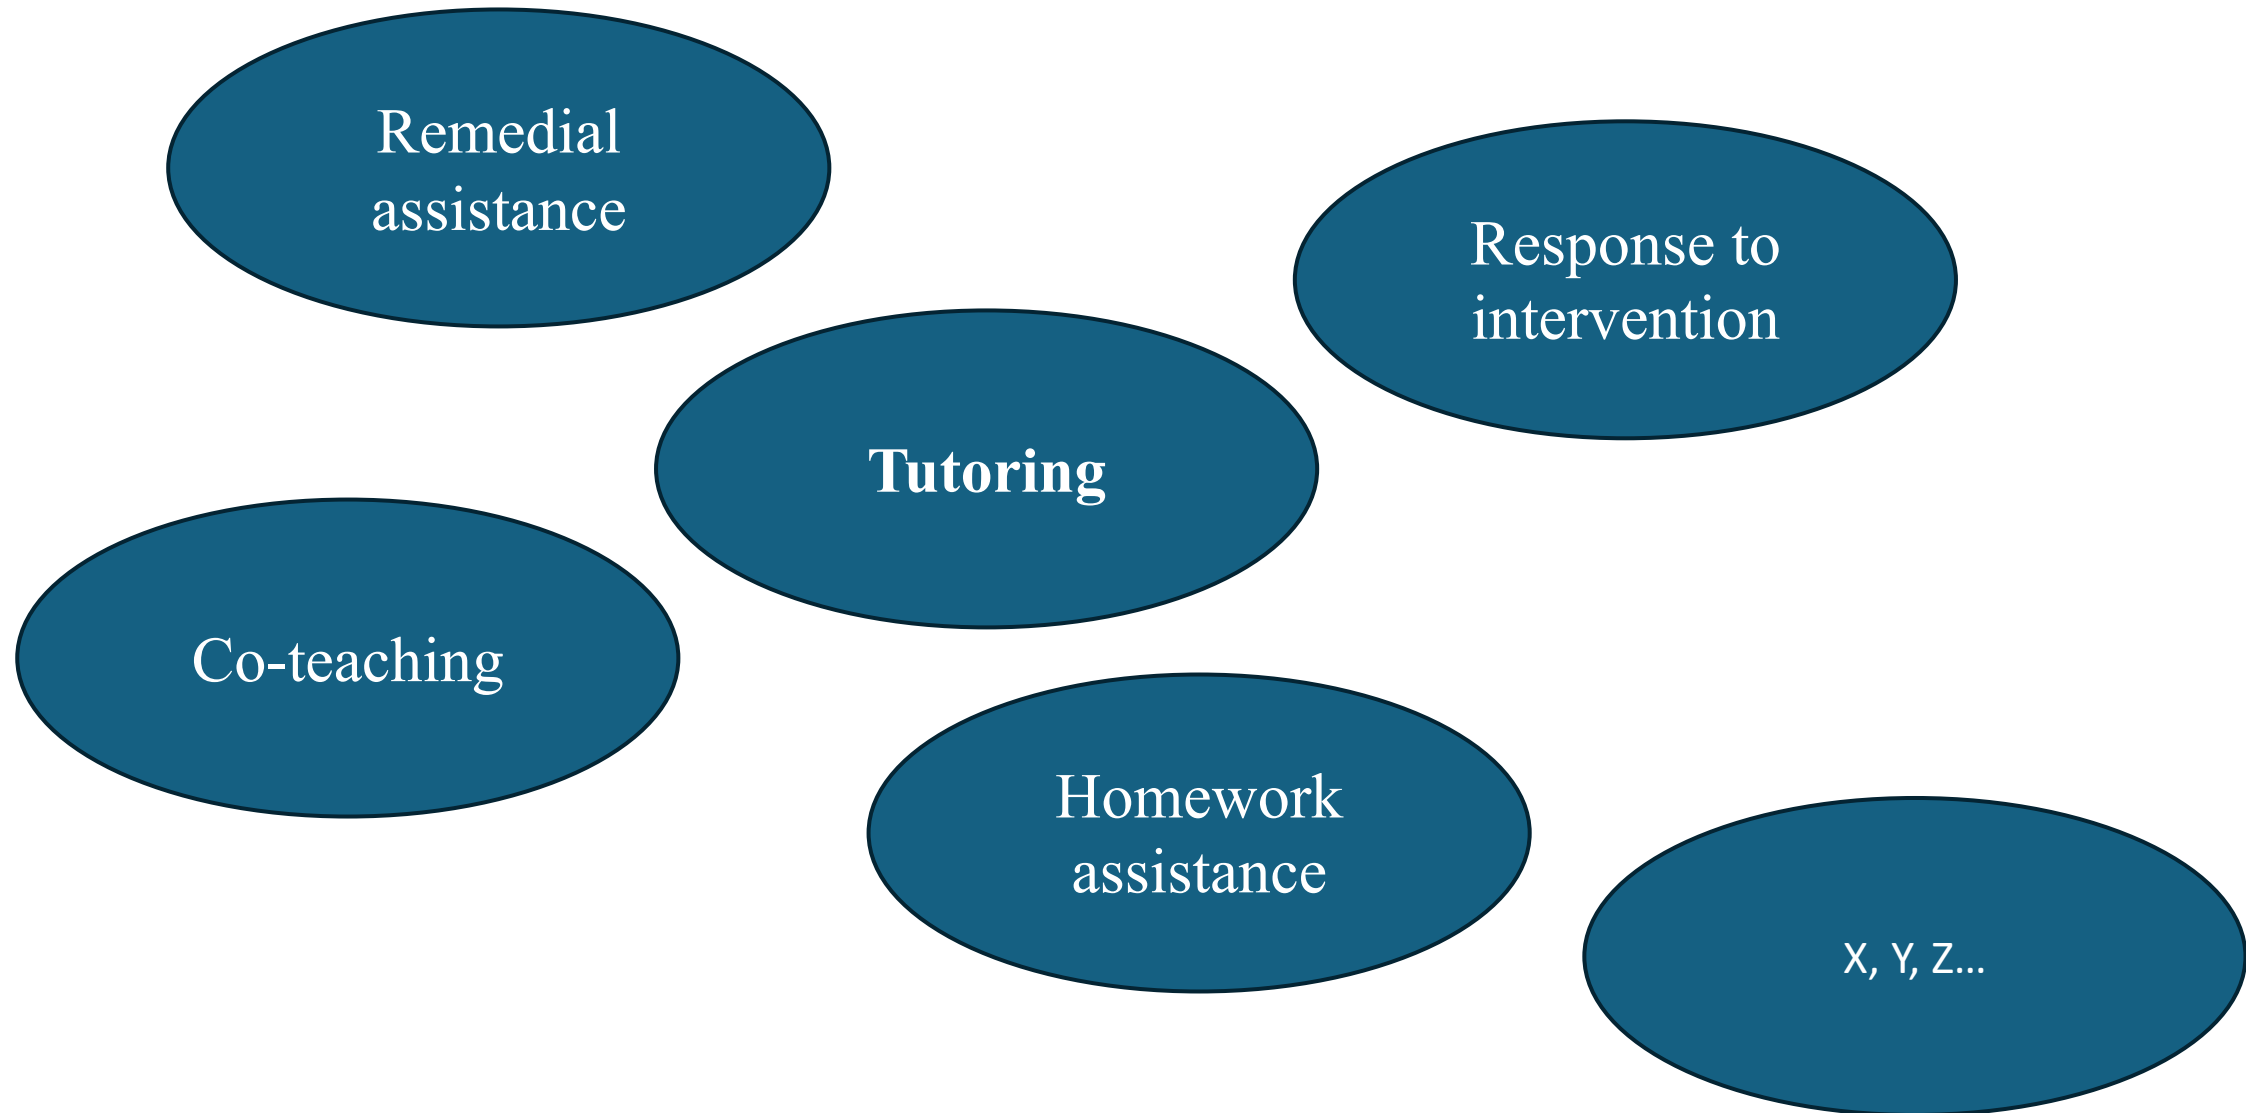 Remedial
assistance
Response to
intervention
Tutoring
Co-teaching
Homework
assistance
X, Y, Z...